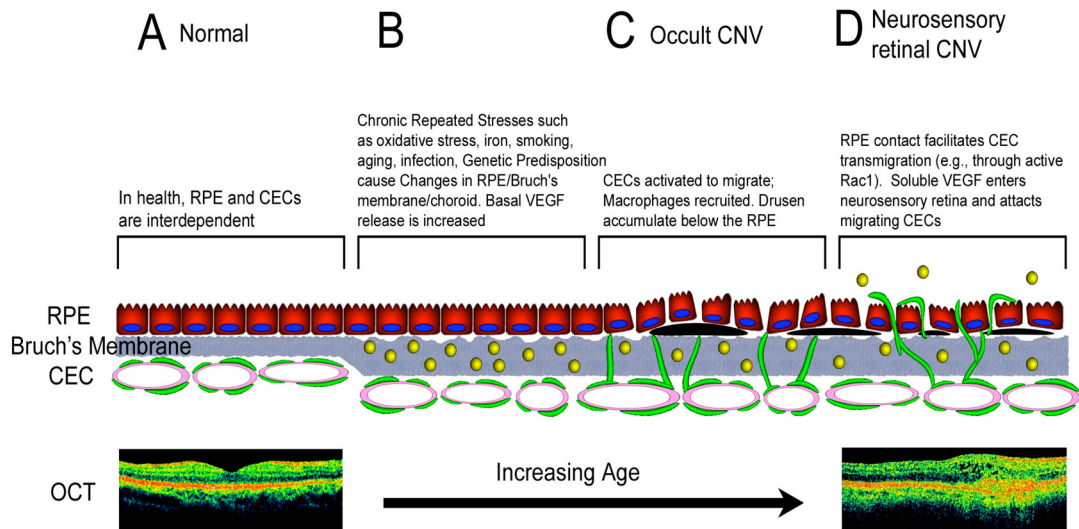 A Normal
In health, RPE and CECs
are interdependent
B
Chronic Repeated Stresses such
as oxidative stress, iron, smoking,
aging, infection, Genetic Predisposition
cause Changes in RPE/Bruch's
membrane/choroid. Basal VEGF
release is increased
C Occult CNV
CECs activated to migrate;
Macrophages recruited. Drusen
accumulate below the RPE
D Neurosensory
retinal CNV
RPE contact facilitates CEC
transmigration (e.g., through active
Rac1). Soluble VEGF enters
neurosensory retina and attacts
migrating CECs
RPE
Bruch's Membrane
CEC
OCT
Increasing Age